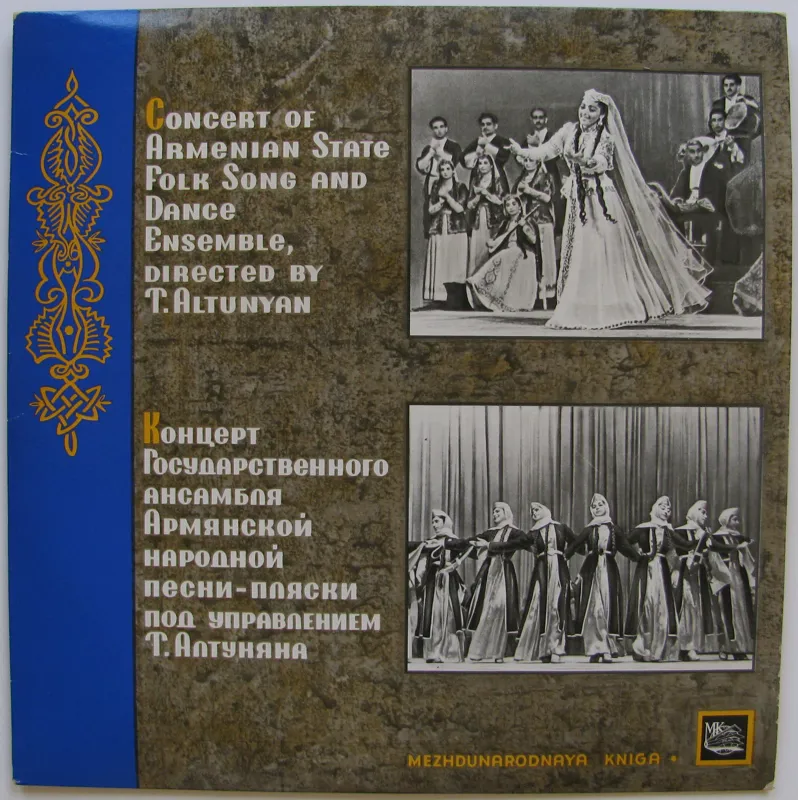 Concert of
Armenian State
Folk Song and
Dance
Ensemble,
directed by
T. Altunyan
Концерт
Государственного
ансамбля
Армянской
народной
песни-пляски
под управлением
Т. Алтуняна
MEZHDUNARODNAYA KNIGA
MK